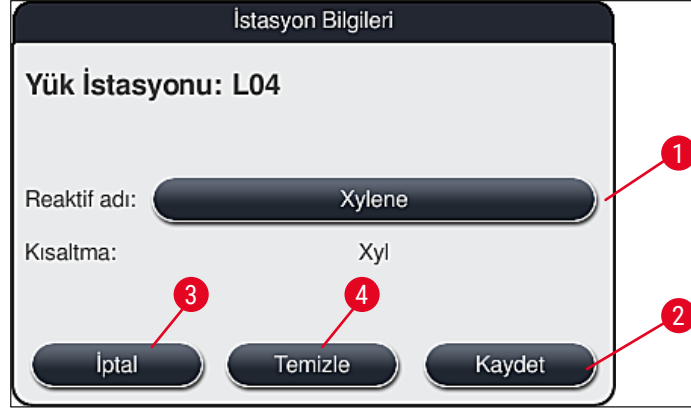 İstasyon Bilgileri
Yük İstasyonu: L04
1
Reaktif adı: Xylene
Kısaltma: Xyl
3 4
2
İptal Temizle Kaydet